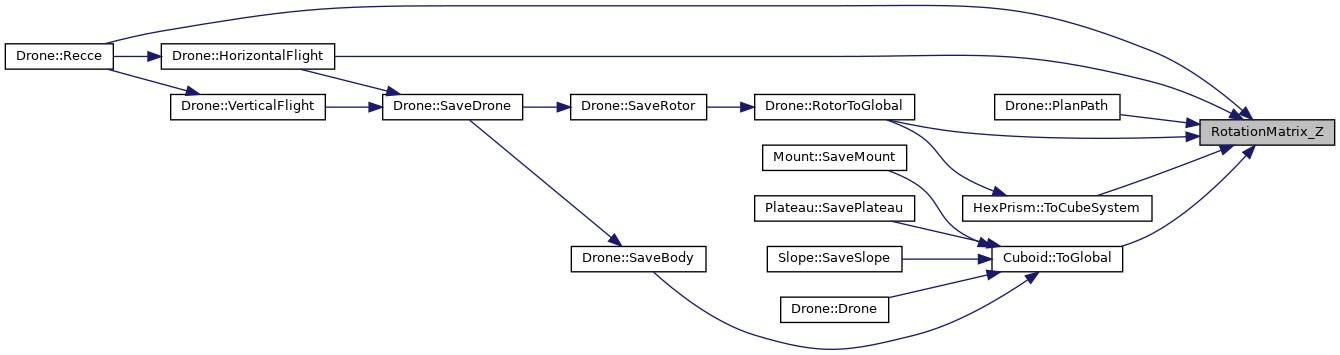 Drone::Recce
Drone::HorizontalFlight
Drone::VerticalFlight
Drone::SaveDrone
Drone::SaveRotor
Drone::RotorToGlobal
Drone::PlanPath
RotationMatrix_Z
Mount::SaveMount
Plateau::SavePlateau
HexPrism::ToCubeSystem
Drone::SaveBody
Slope::SaveSlope
Cuboid::ToGlobal
Drone::Drone